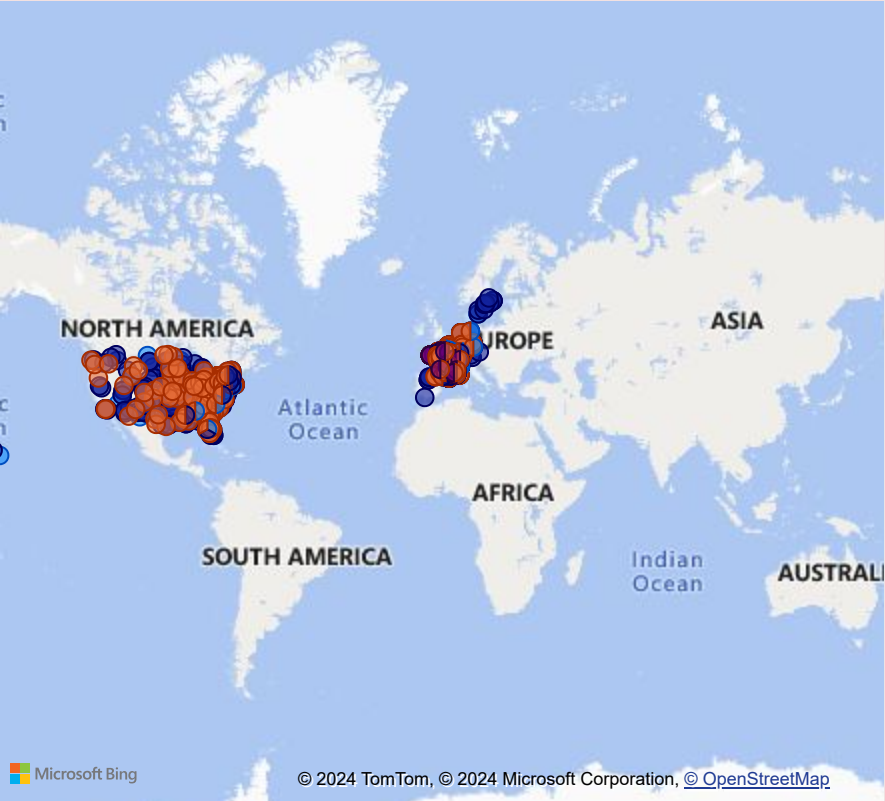 NORTH AMERICA
EUROPE
ASIA
Atlantic
Ocean
AFRICA
SOUTH AMERICA
Indian
Ocean
AUSTRALI
Microsoft Bing
© 2024 TomTom, © 2024 Microsoft Corporation, © OpenStreetMap